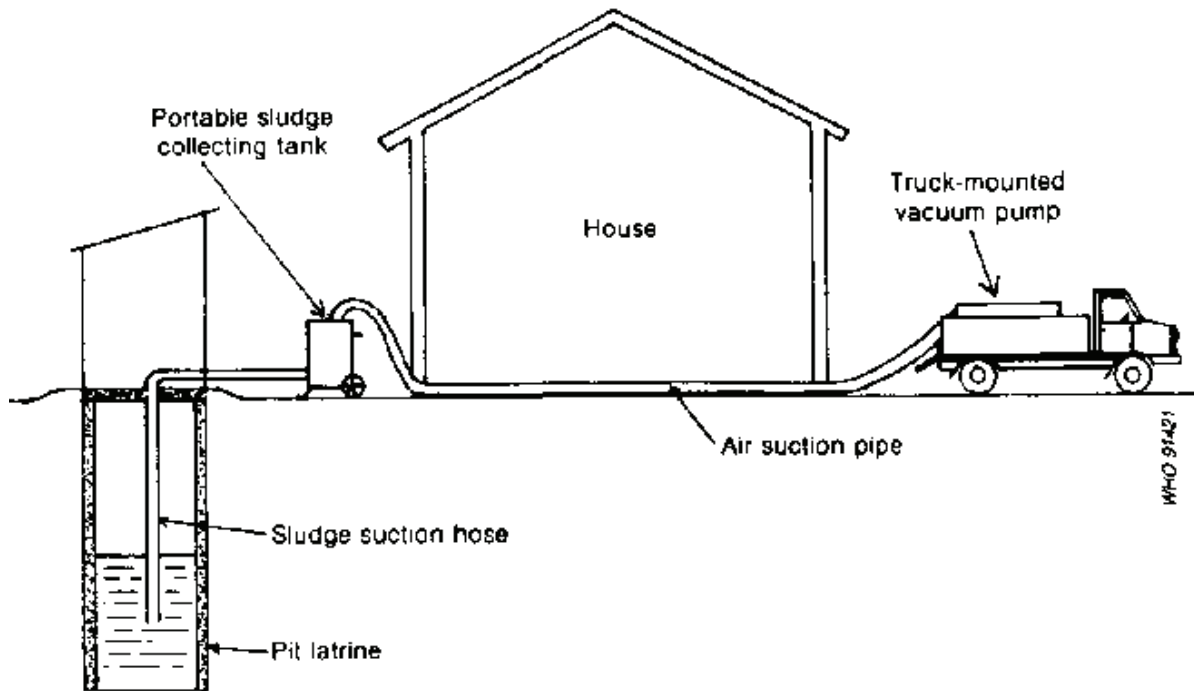 Portable sludge
collecting tank
Truck-mounted
vacuum pump
House
Air suction pipe
WHO 91421
Sludge suction hose
Pit latrine